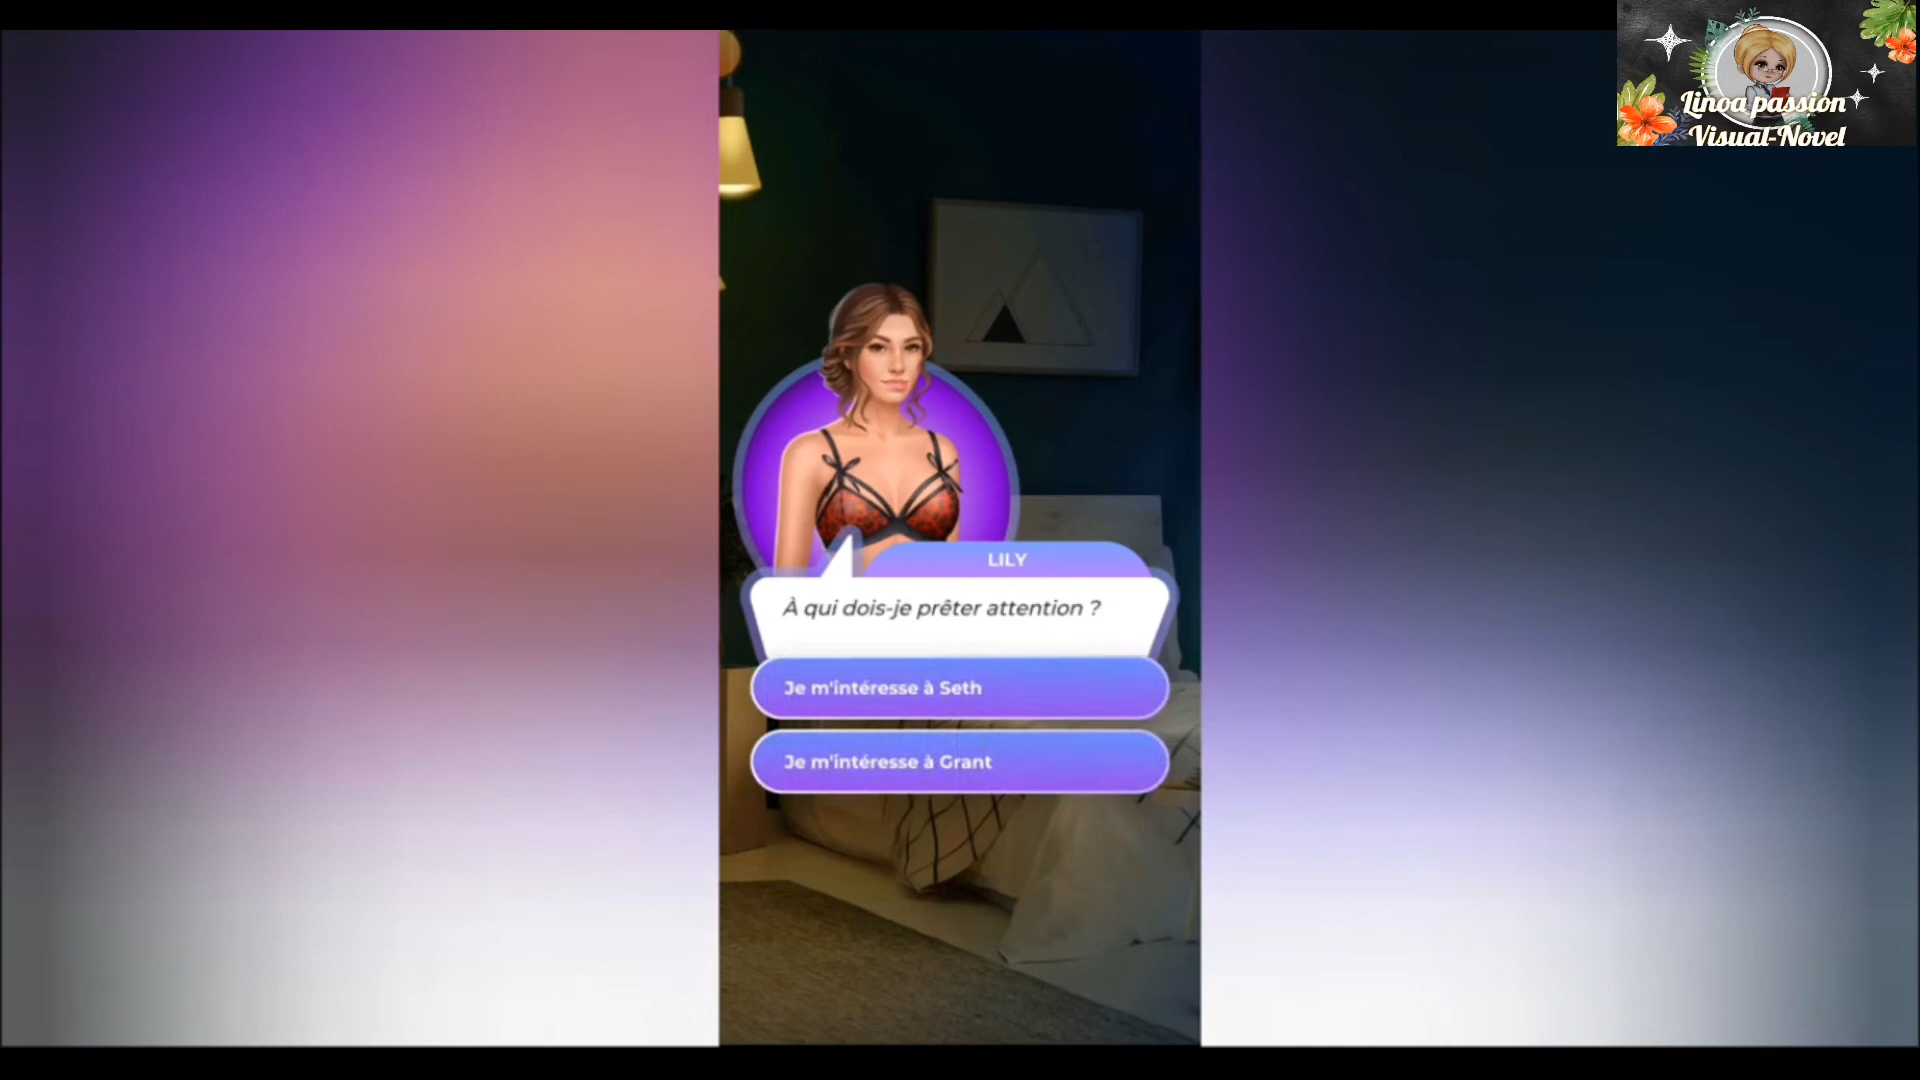 Linoa passion
Visual-Novel
LILY
À qui dois-je prêter attention ?
Je m'intéresse à Seth
Je m'intéresse à Grant